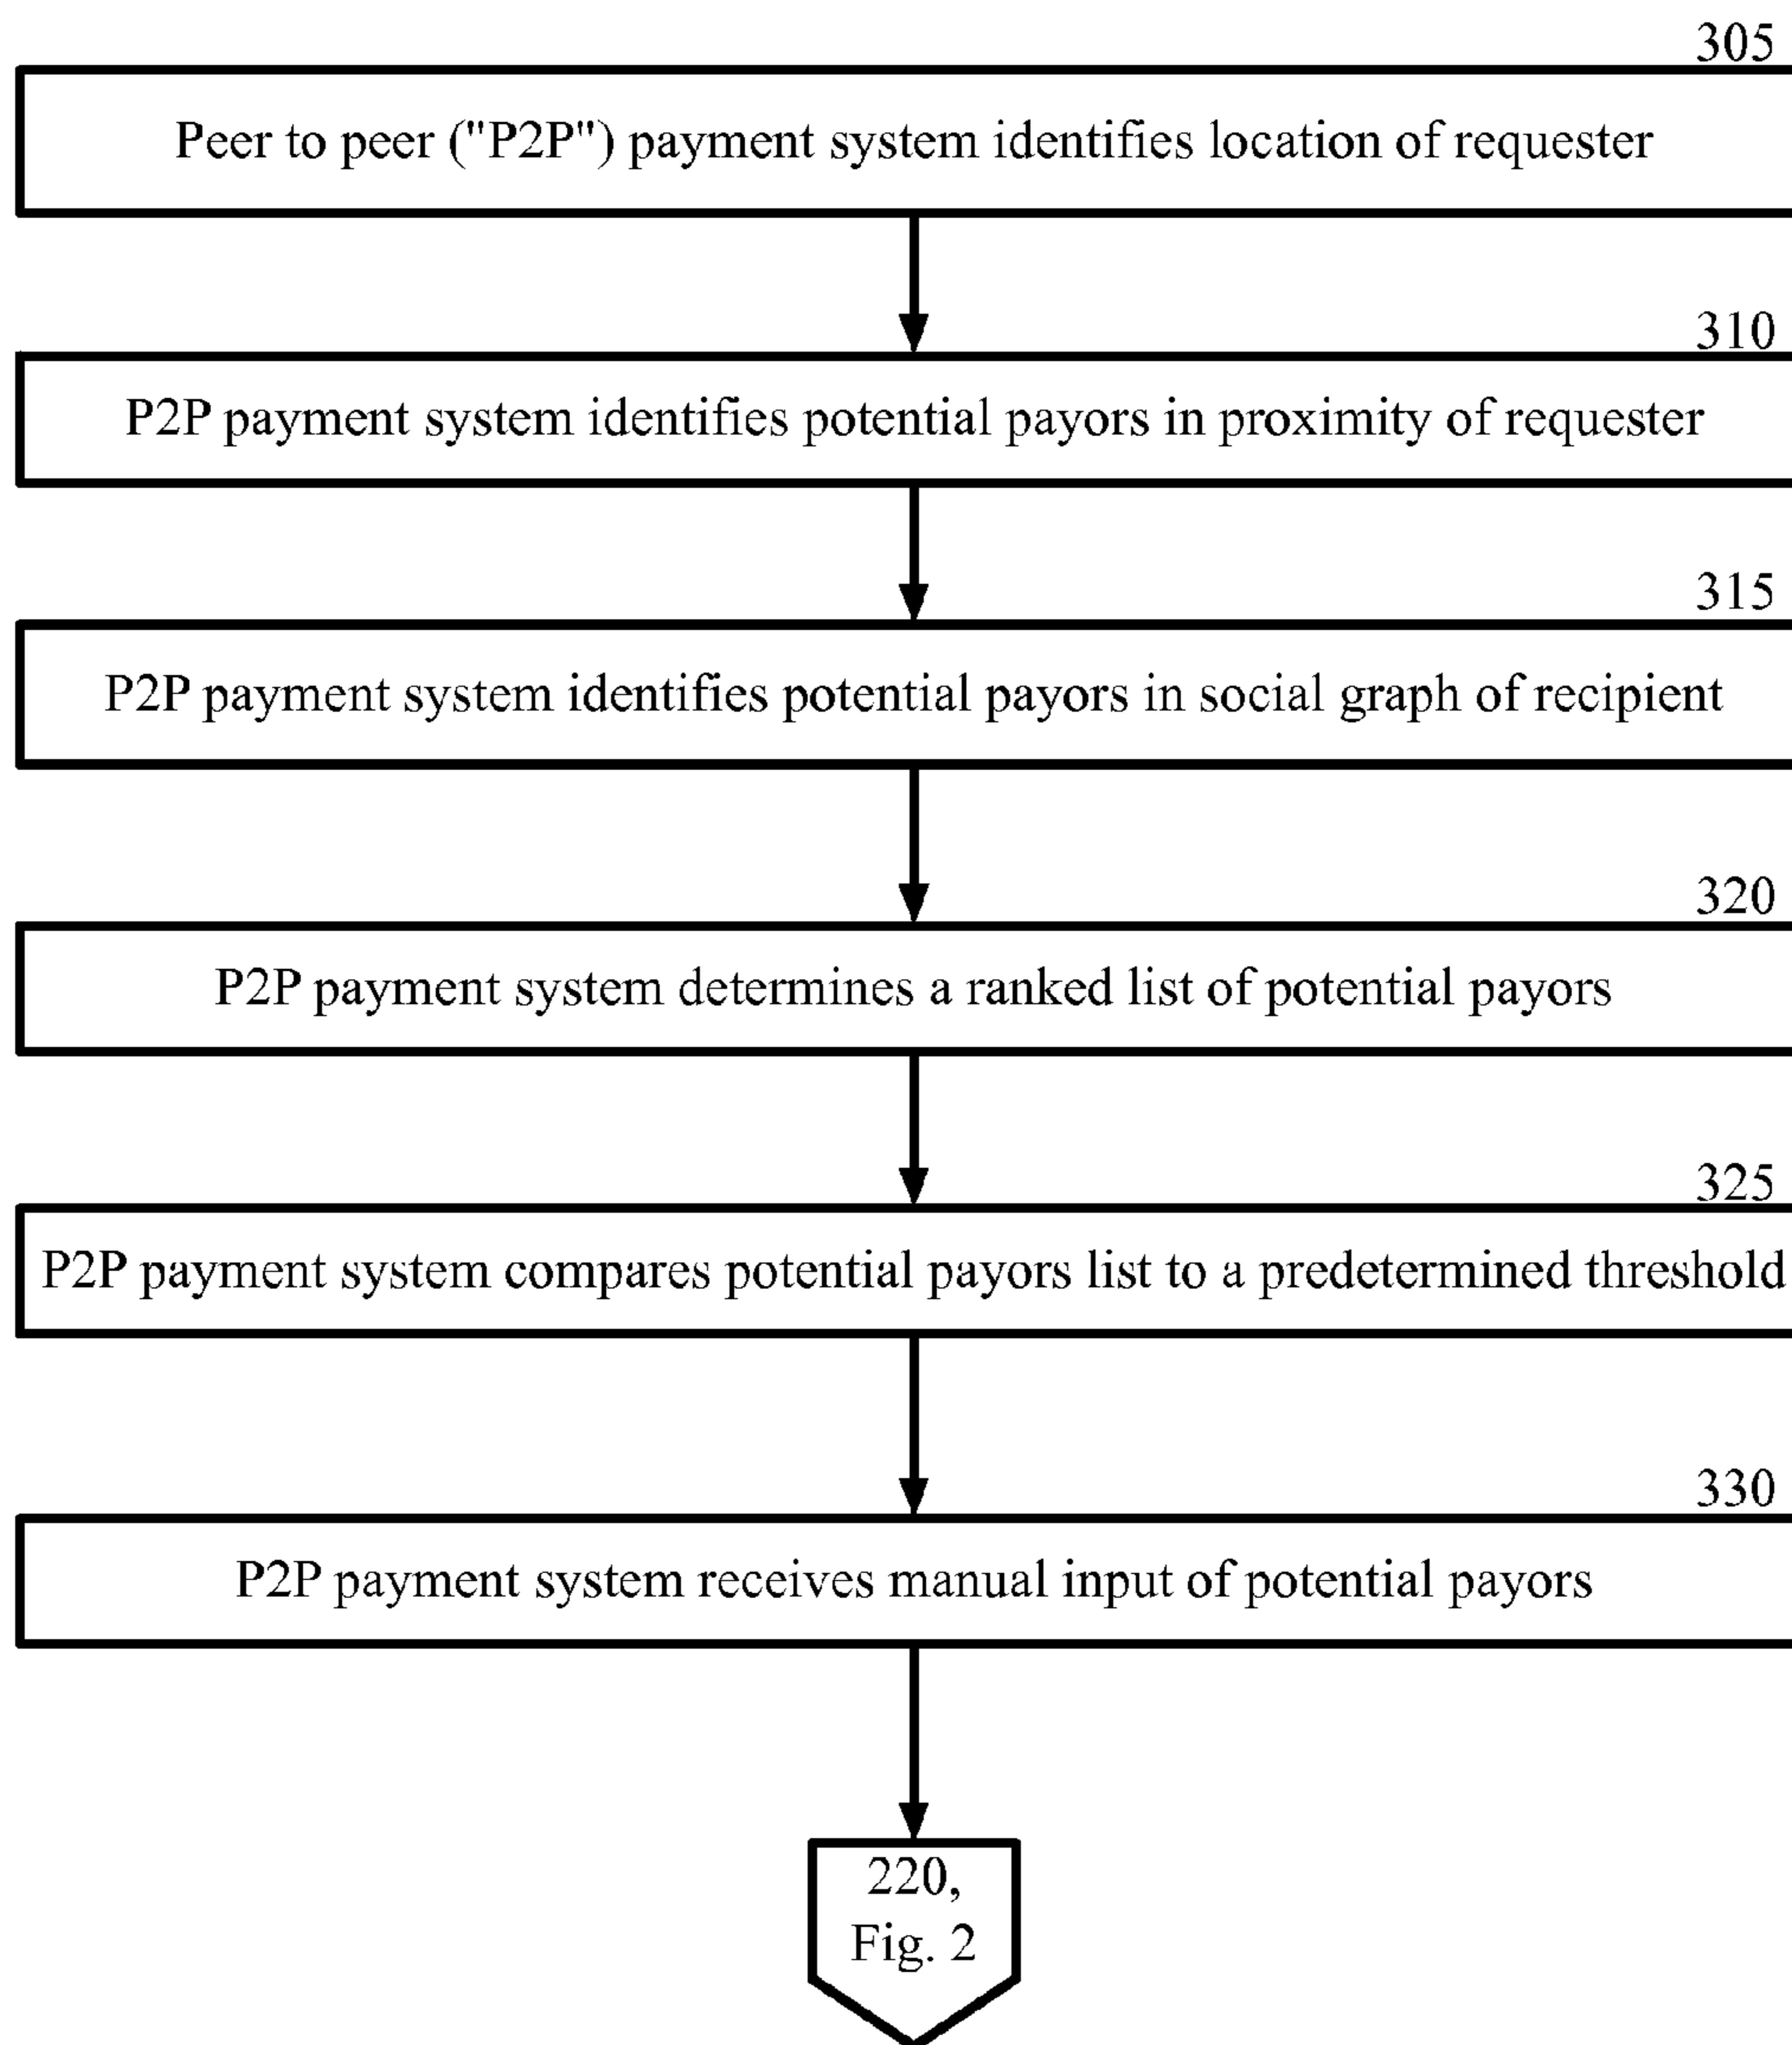 305
Peer to peer ("P2P") payment system identifies location of requester
310
P2P payment system identifies potential payors in proximity of requester
315
P2P payment system identifies potential payors in social graph of recipient
320
P2P payment system determines a ranked list of potential payors
325
P2P payment system compares potential payors list to a predetermined threshold
330
P2P payment system receives manual input of potential payors
220,
Fig. 2